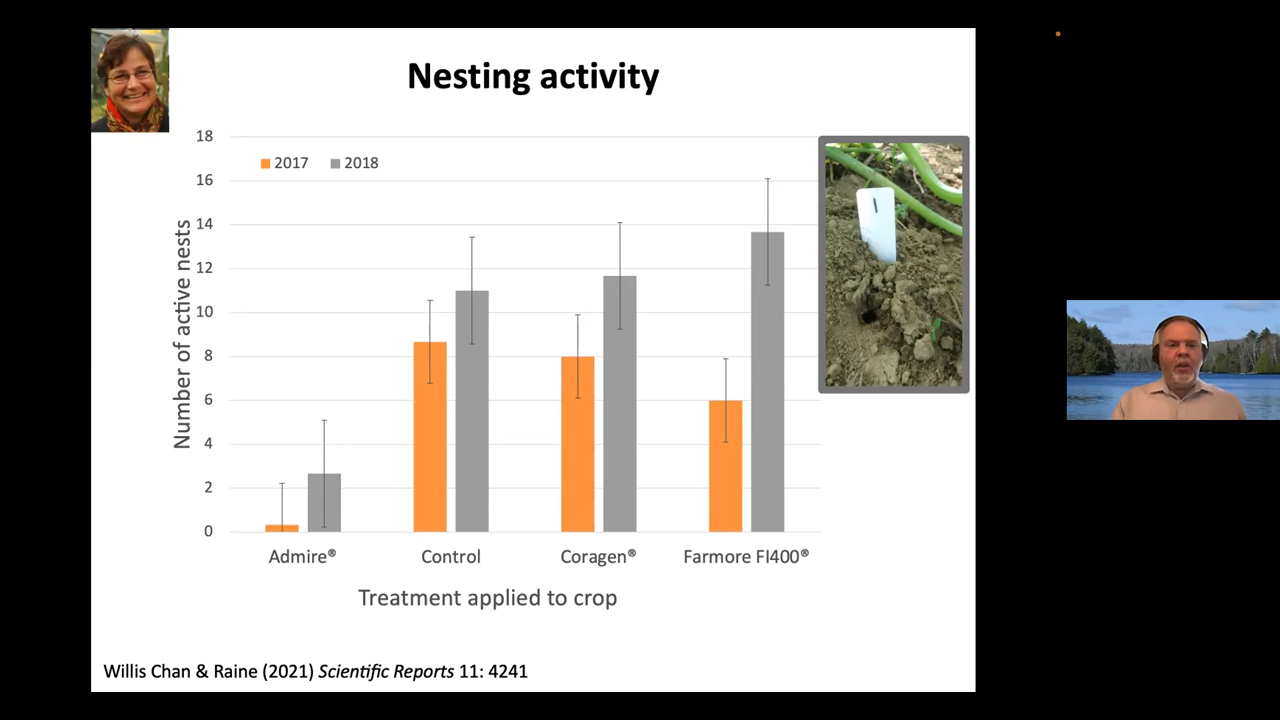 Nesting activity
18
2017 2018
16
14
12
10
8
6
4
2
0
Number of active nests
Admire® Control Coragen® Farmore FI400®
Treatment applied to crop
Willis Chan & Raine (2021) Scientific Reports 11: 4241